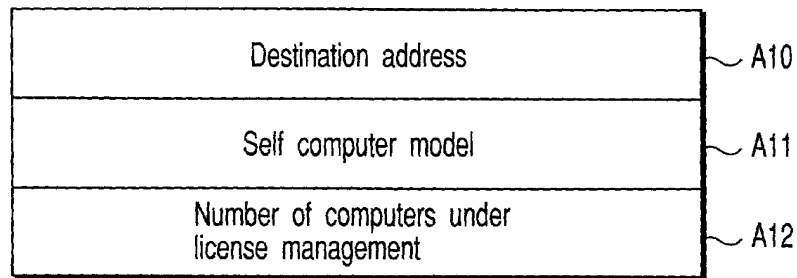 Destination address A10
Self computer model A11
Number of computers under
license management A12